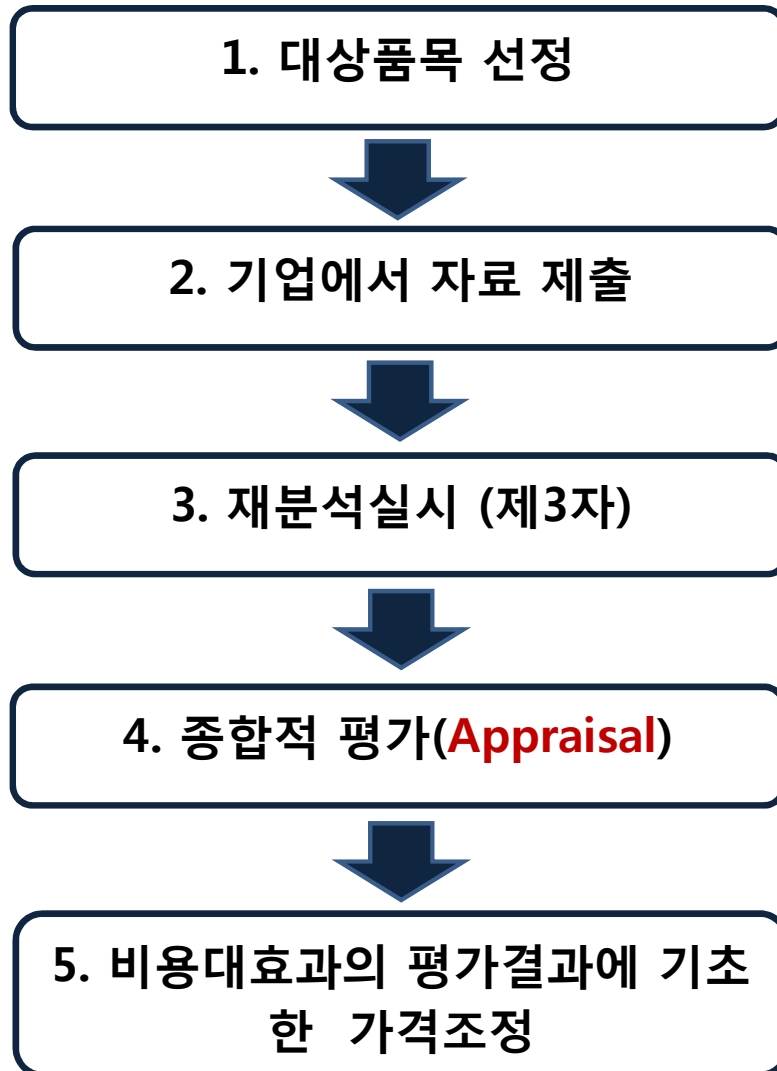 1. 대상품목 선정
2. 기업에서 자료 제출
3. 재분석실시 (제3자)
4. 종합적 평가(Appraisal)
5. 비용대효과의 평가결과에 기초
한 가격조정